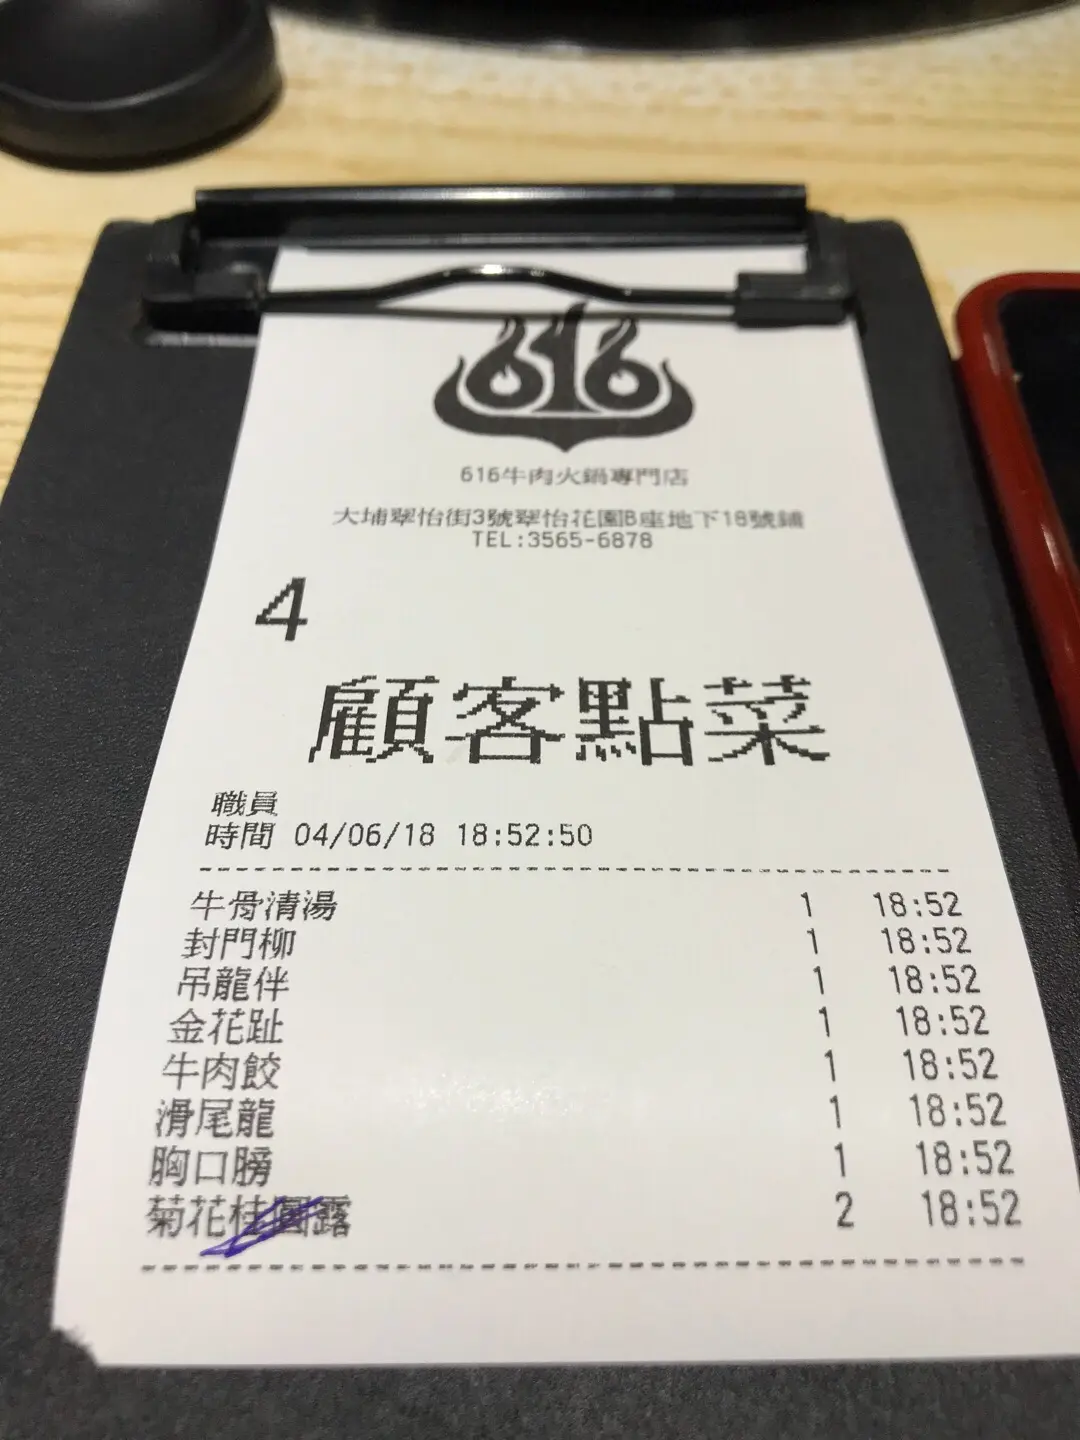 616
616牛肉火鍋專門店
大埔翠怡街3號翠怡花園B座地下18號舖
TEL:3565-6878
4
顧客點菜
職員
時間 04/06/18 18:52:50
牛骨清湯 1 18:52
封門柳 1 18:52
吊龍伴 1 18:52
金花趾 1 18:52
牛肉餃 1 18:52
滑尾龍 1 18:52
胸口膀 1 18:52
菊花桂圓露 2 18:52